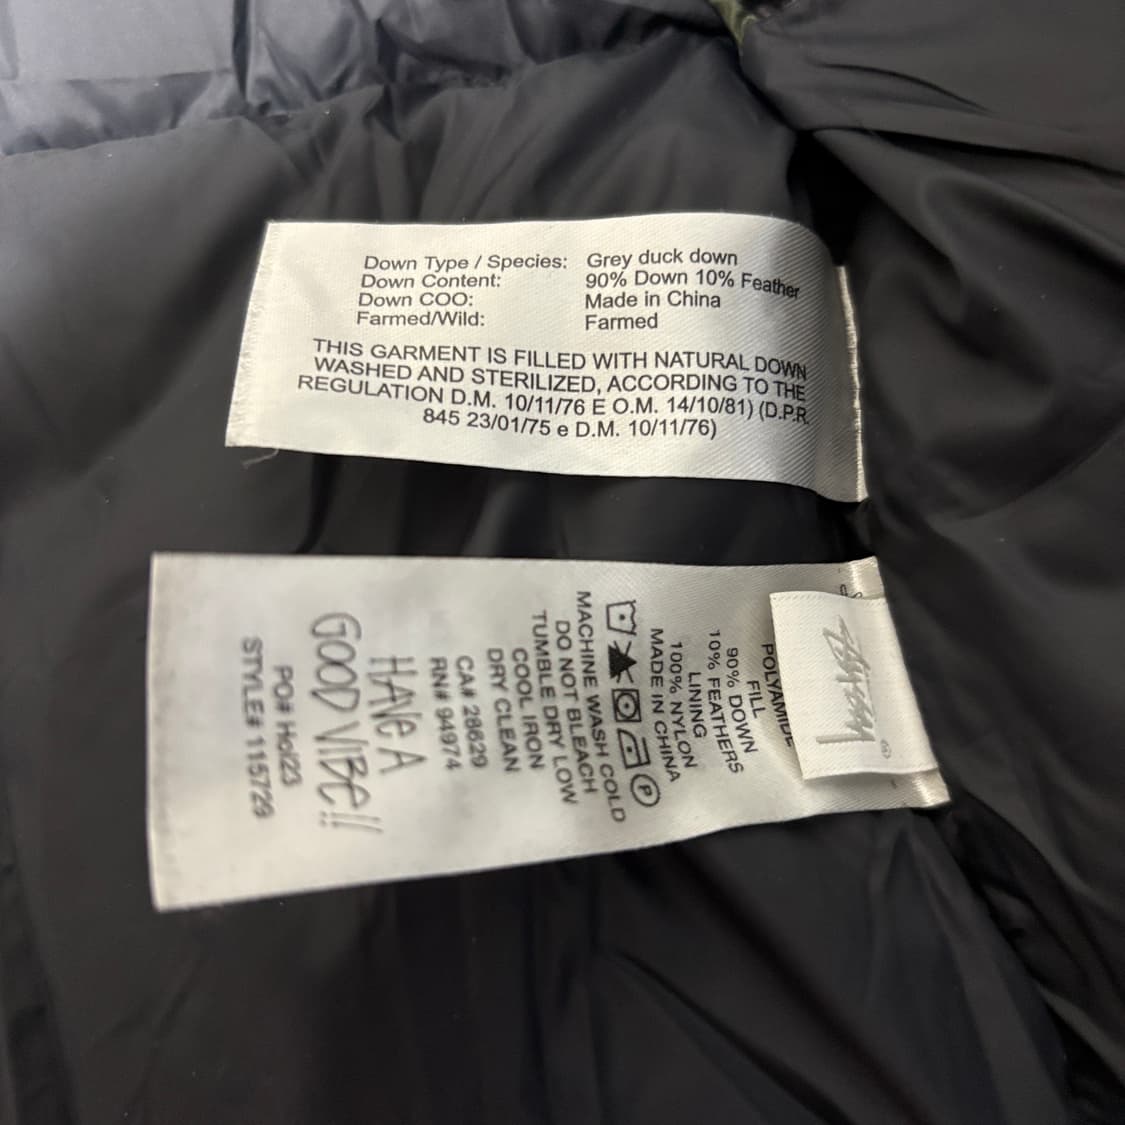 Down Type / Species: Grey duck down
Down Content: 90% Down 10% Feather
Down COO: Made in China
Farmed/Wild: Farmed
THIS GARMENT IS FILLED WITH NATURAL DOWN
WASHED AND STERILIZED, ACCORDING TO THE
REGULATION D.M. 10/11/76 E O.M. 14/10/81) (D.P.R.
845 23/01/75 e D.M. 10/11/76)
Stüssy
®
POLYAMIDE
FILL
90% DOWN
10% FEATHERS
LINING
100% NYLON
MADE IN CHINA
P
MACHINE WASH COLD
DO NOT BLEACH
TUMBLE DRY LOW
COOL IRON
DRY CLEAN
CA# 28629
RN# 94974
HAVE A
GOOD VIBE!!
PO# Hol23
STYLE# 115729